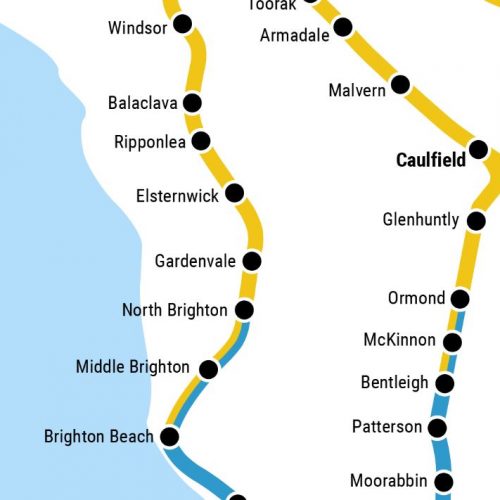 Toorak
Windsor
Armadale
Malvern
Balaclava
Ripponlea
Caulfield
Elsternwick
Glenhuntly
Gardenvale
Ormond
North Brighton
McKinnon
Middle Brighton
Bentleigh
Patterson
Brighton Beach
Moorabbin